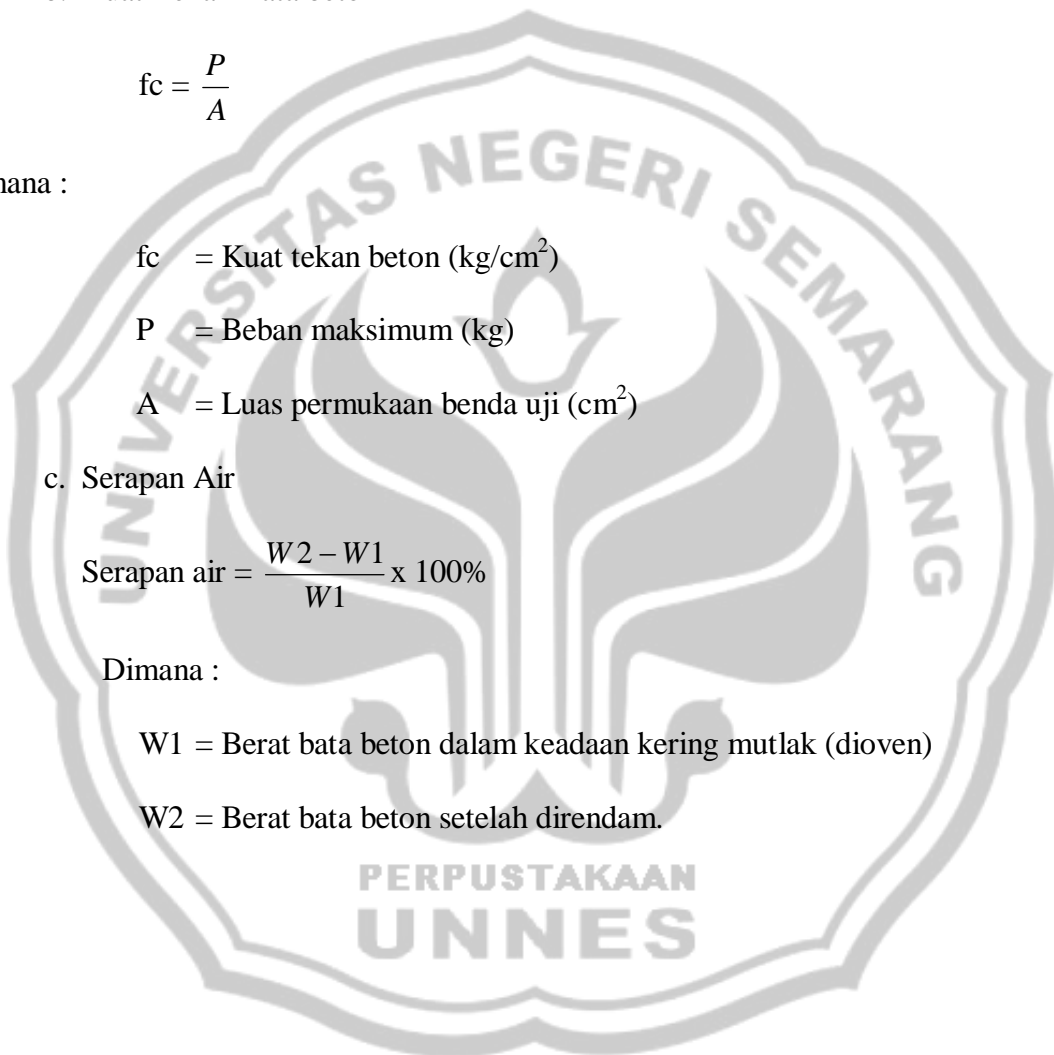 fc = P/A
mana :
fc = Kuat tekan beton (kg/cm²)
P = Beban maksimum (kg)
A = Luas permukaan benda uji (cm²)
c. Serapan Air
Serapan air = W2 – W1 / W1 x 100%
Dimana :
W1 = Berat bata beton dalam keadaan kering mutlak (dioven)
W2 = Berat bata beton setelah direndam.
UNIVERSITAS NEGERI SEMARANG
PERPUSTAKAAN
UNNES